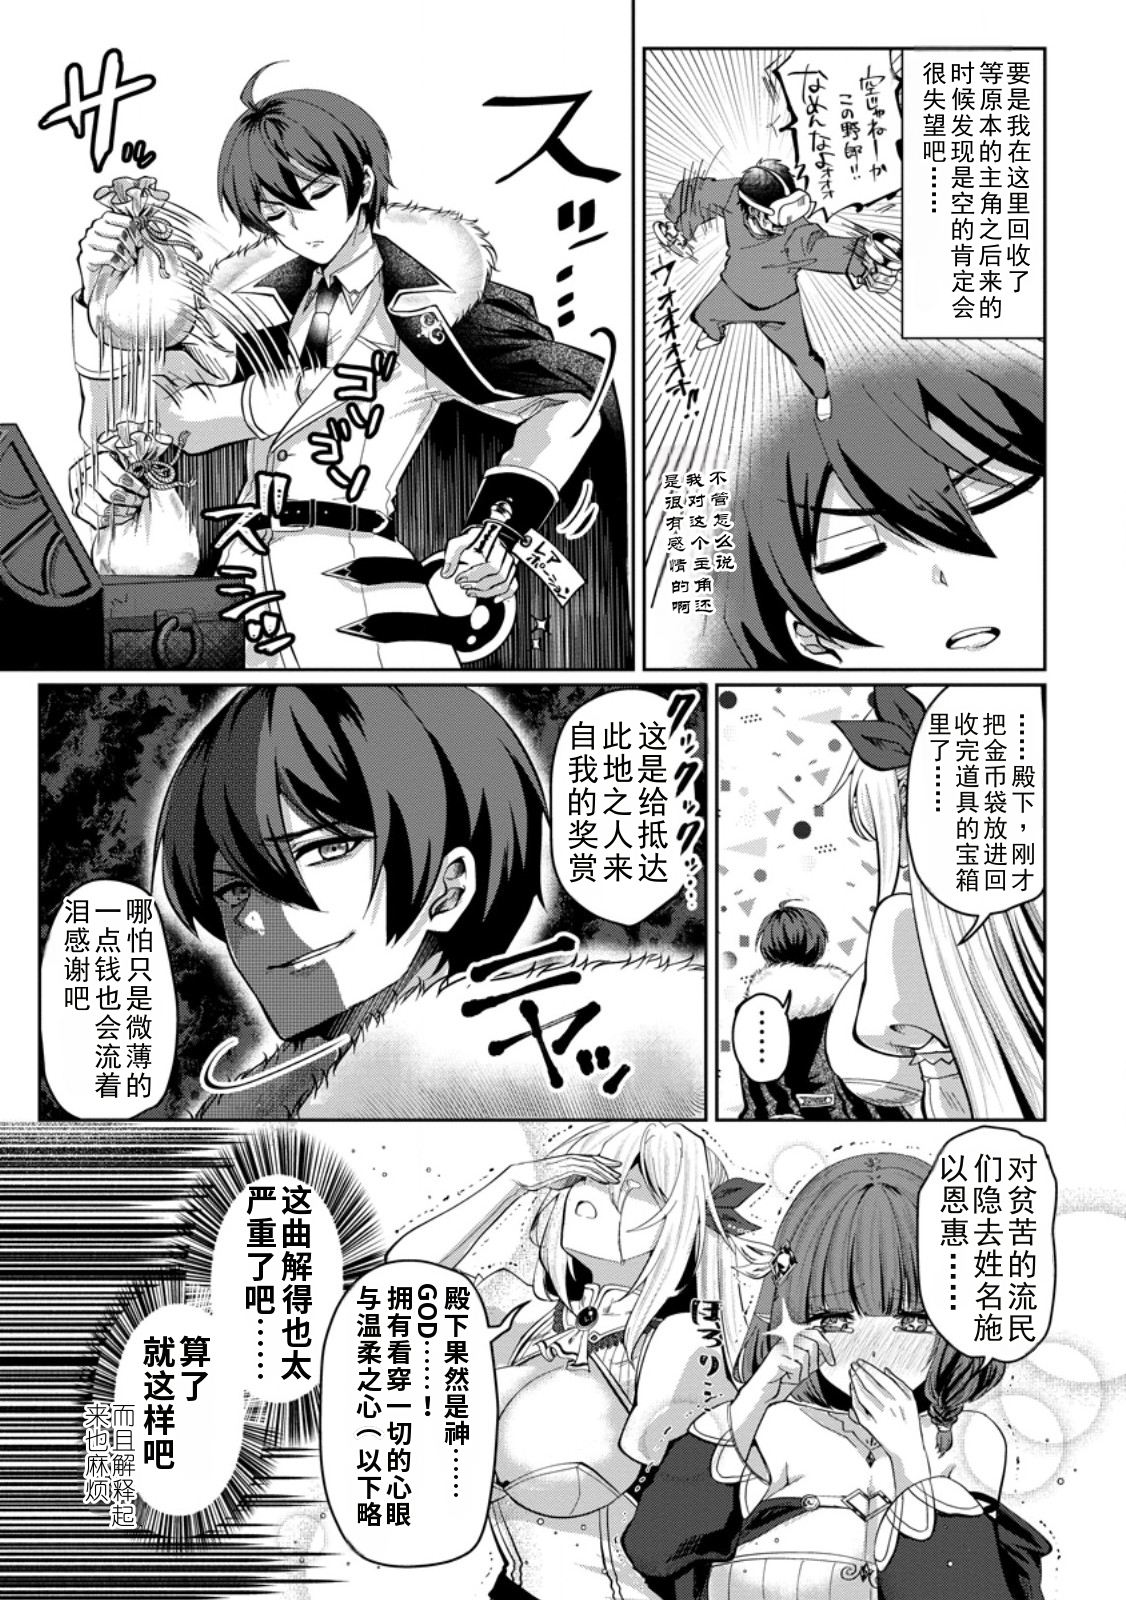 要是我在这里回收了
等原本的主角之后来的
时候发现是空的肯定会
很失望吧……
空じゃねーか
この野郎!!
なめんなよォォォ
ウオォォォォ!!
不管怎么说
我对这个主角还
是很有感情的啊
ス…
サッ
ゴソ
ゴソ
ズ…
レア
ポーション
……殿下，刚才
把金币袋放进回
收完道具的宝箱
里了……
……
这是给抵达
此地之人来
自我的奖赏
クックックッ……
ニヤッ
哪怕只是微薄的
一点钱也会流着
泪感谢吧
对贫苦的流民
们隐去姓名施
以恩惠……
ほろり
殿下果然是神……
GOD……！
拥有看穿一切的心眼
与温柔之心（以下略
这曲解得也太
严重了吧……
算了
就这样吧
而且解释起
来也麻烦